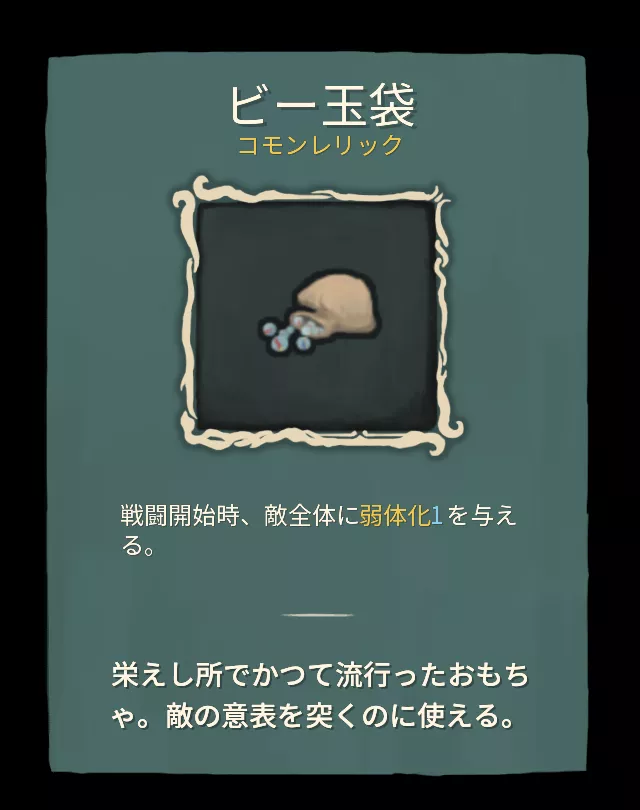 ビー玉袋
コモンレリック
戦闘開始時、敵全体に弱体化1を与え
る。
栄えし所でかつて流行ったおもち
ゃ。敵の意表を突くのに使える。